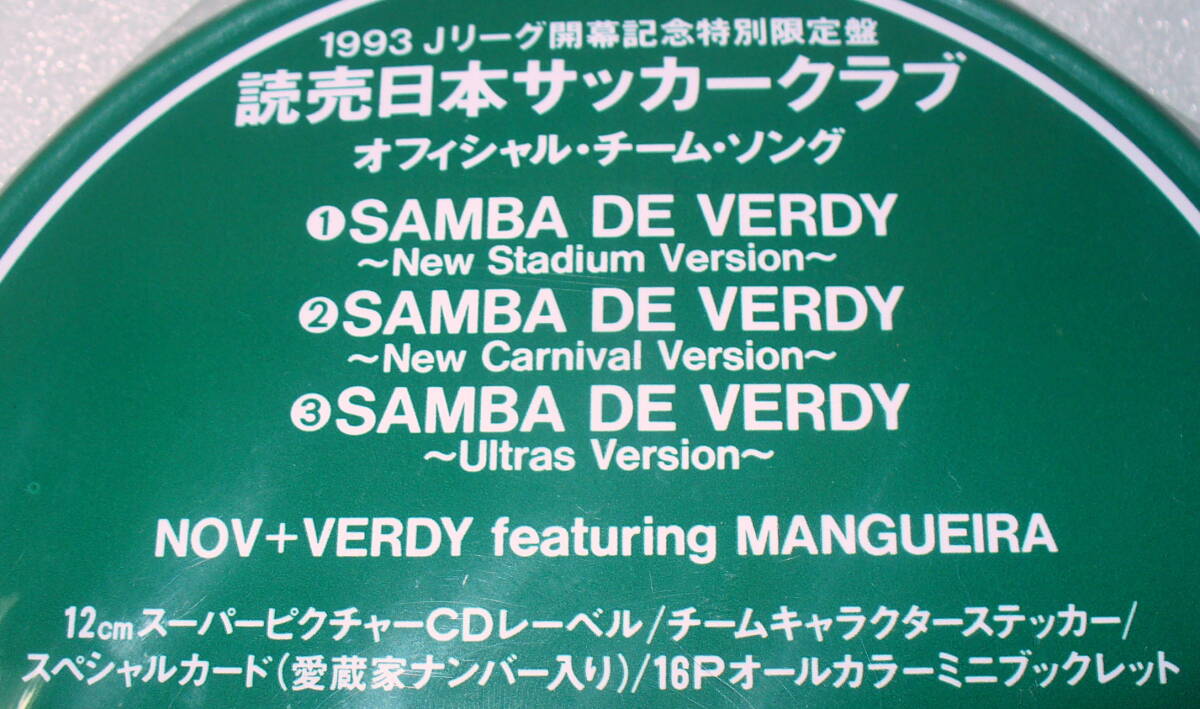 1993 Jリーグ開幕記念特別限定盤
読売日本サッカークラブ
オフィシャル・チーム・ソング
❶SAMBA DE VERDY
～New Stadium Version～
❷SAMBA DE VERDY
～New Carnival Version～
❸SAMBA DE VERDY
～Ultras Version～
NOV+VERDY featuring MANGUEIRA
12cmスーパーピクチャーCDレーベル/チームキャラクターステッカー/
スペシャルカード(愛蔵家ナンバー入り)/16Pオールカラーミニブックレット